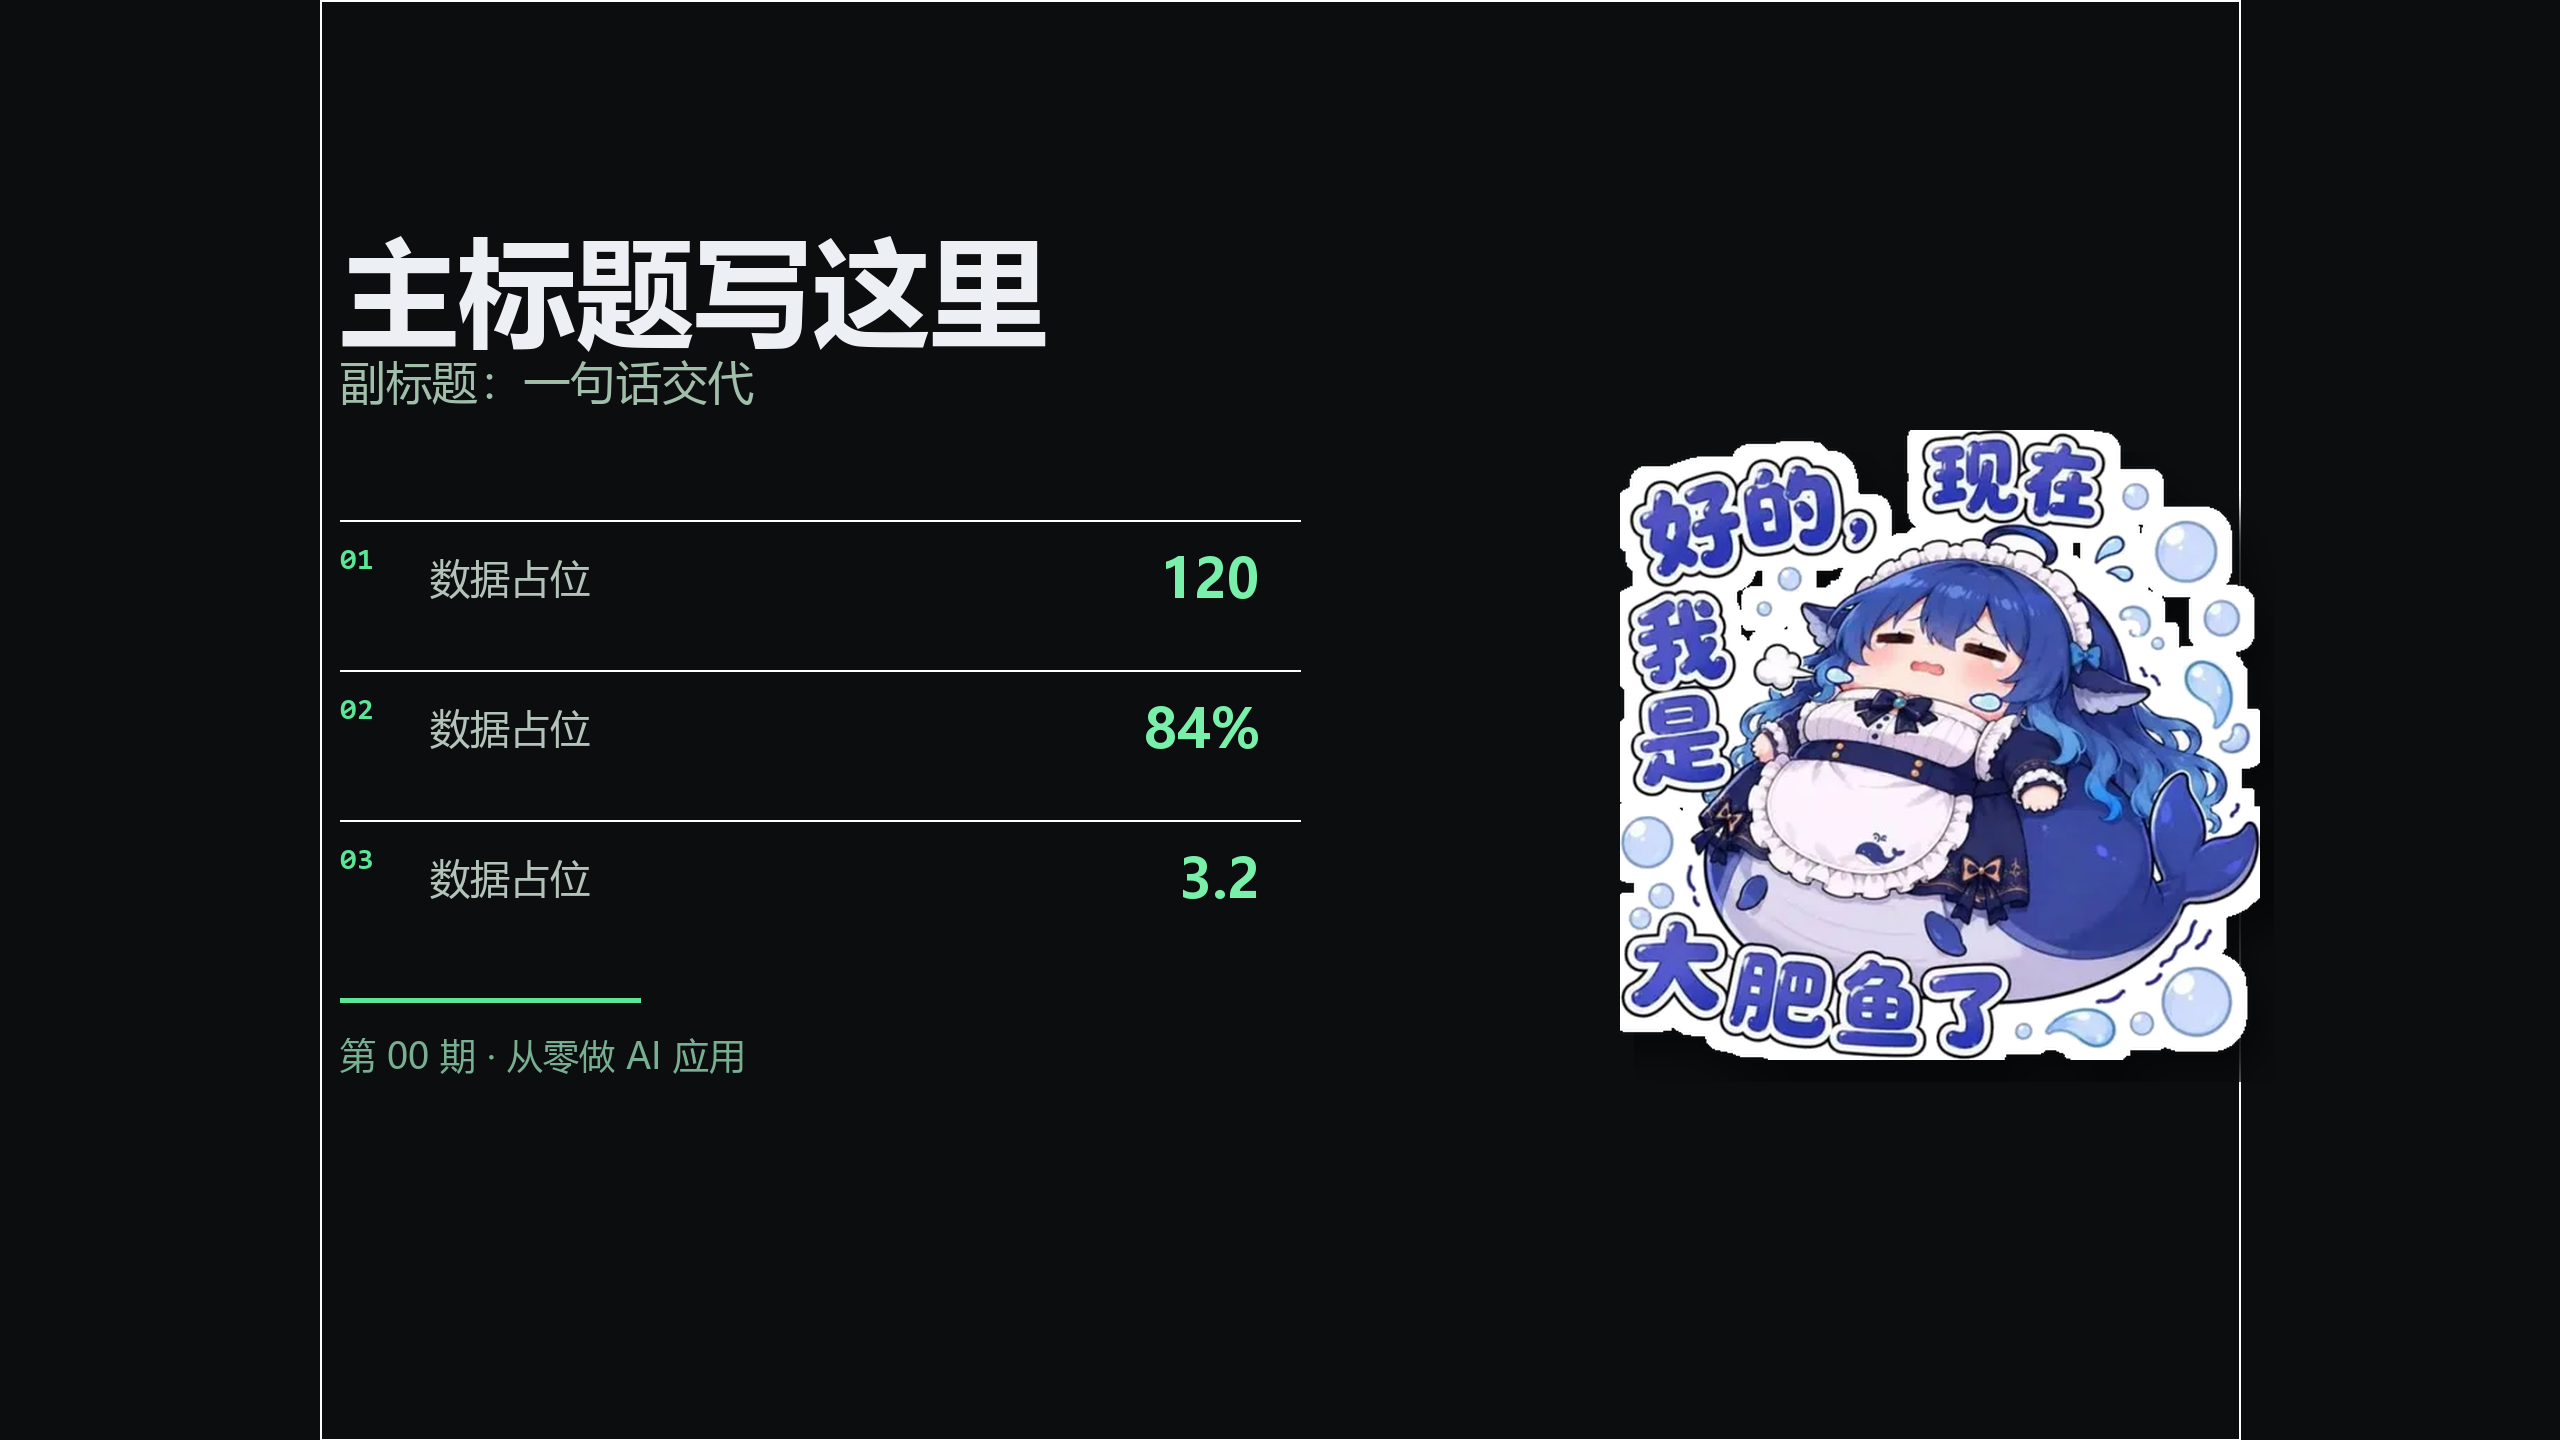 主标题写这里
副标题：一句话交代
01 数据占位 120
02 数据占位 84%
03 数据占位 3.2
第 00 期 · 从零做 AI 应用
好的，现在
我是
大肥鱼了